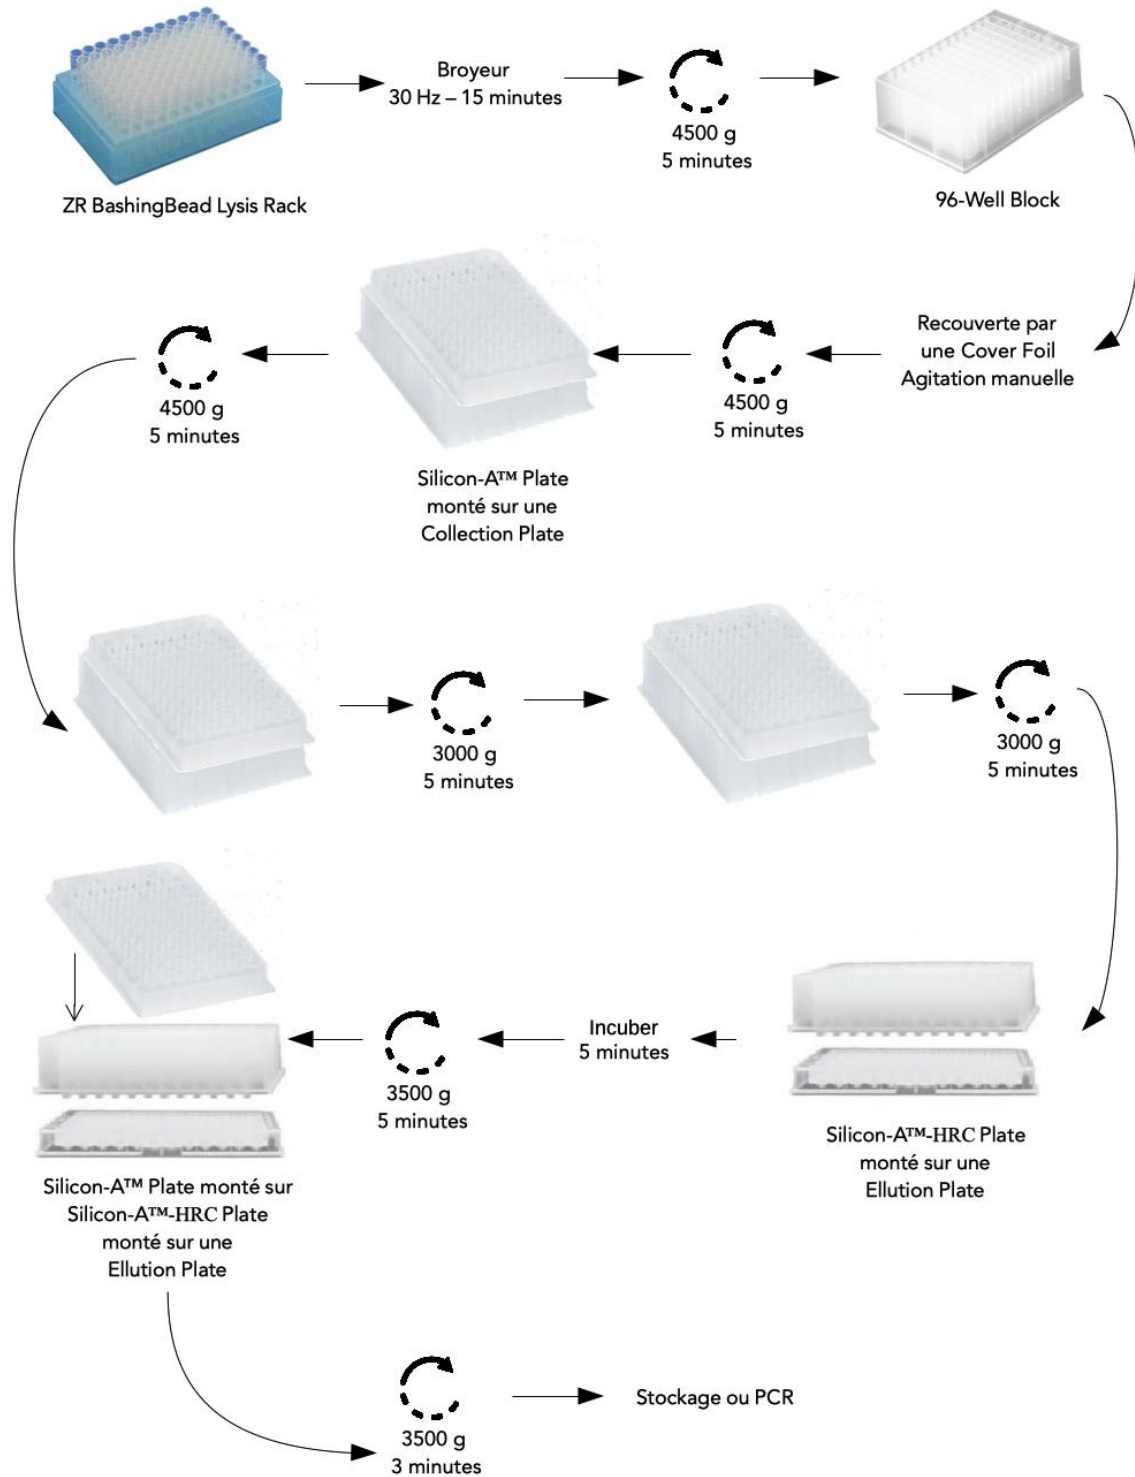 Broyeur
30 Hz – 15 minutes
4500 g
5 minutes
ZR BashingBead Lysis Rack
96-Well Block
Recouverte par
une Cover Foil
Agitation manuelle
4500 g
5 minutes
Silicon-A™ Plate
monté sur une
Collection Plate
4500 g
5 minutes
3000 g
5 minutes
3000 g
5 minutes
Silicon-A™-HRC Plate
monté sur une
Ellution Plate
Incuber
5 minutes
3500 g
5 minutes
Silicon-A™ Plate monté sur
Silicon-A™-HRC Plate
monté sur une
Ellution Plate
3500 g
3 minutes
Stockage ou PCR